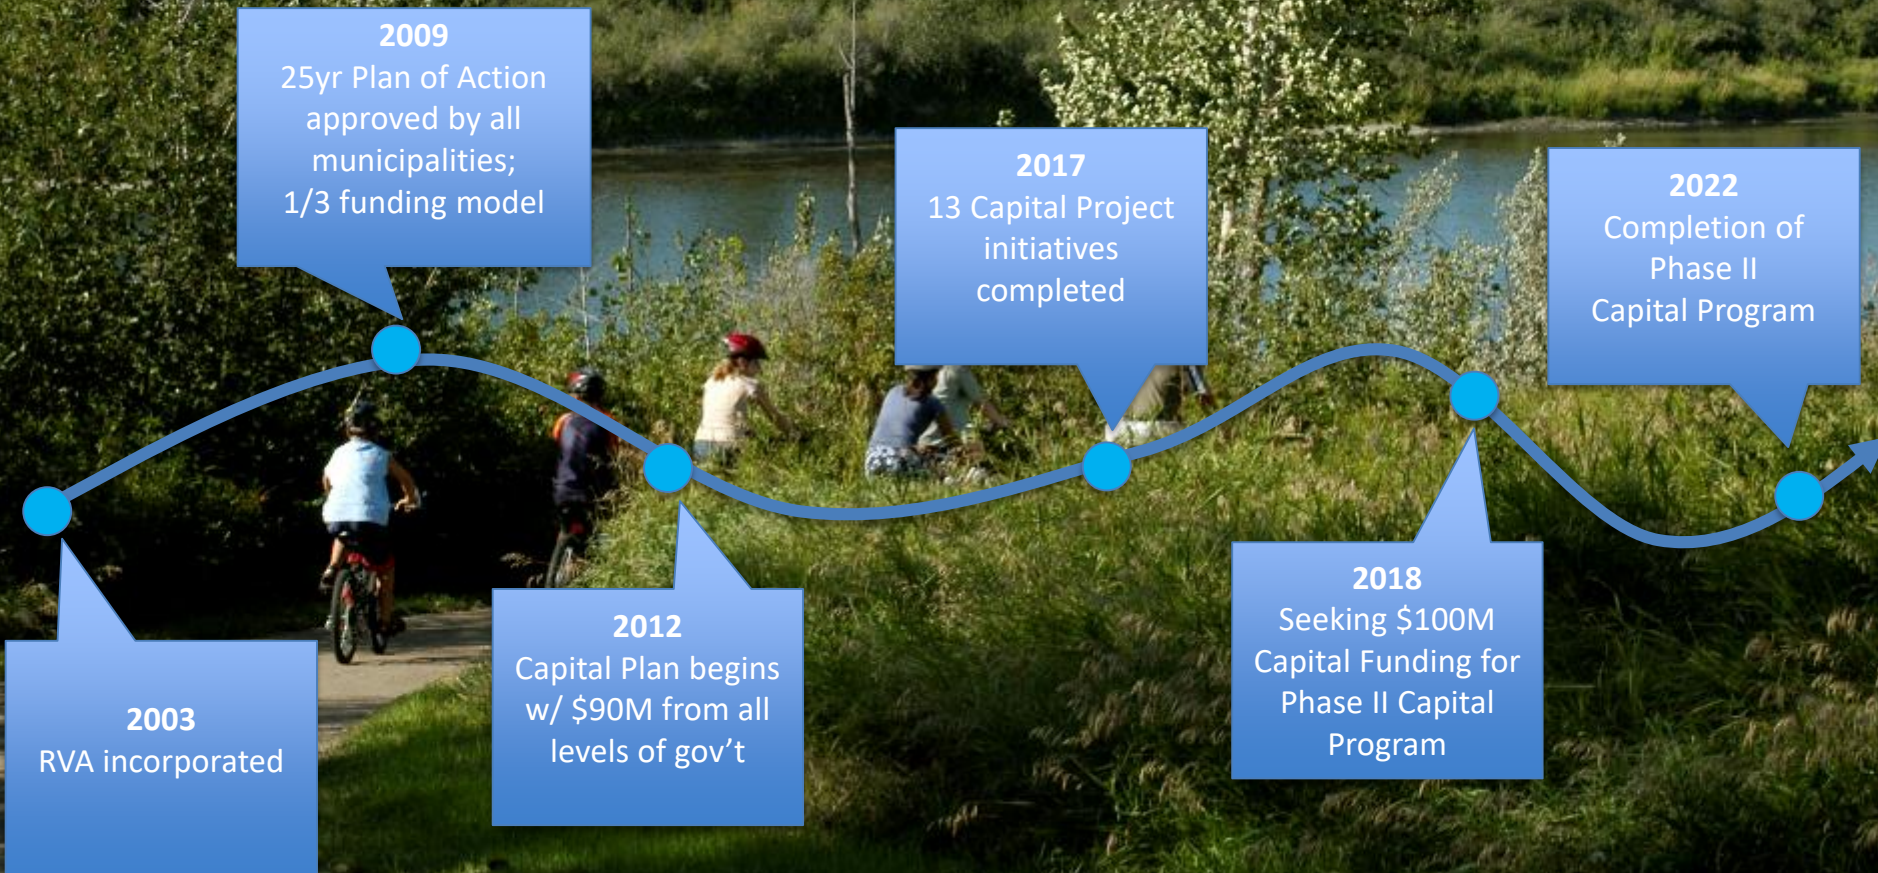 2003
RVA incorporated
2009
25yr Plan of Action
approved by all
municipalities;
1/3 funding model
2012
Capital Plan begins
w/ $90M from all
levels of gov’t
2017
13 Capital Project
initiatives
completed
2018
Seeking $100M
Capital Funding for
Phase II Capital
Program
2022
Completion of
Phase II
Capital Program